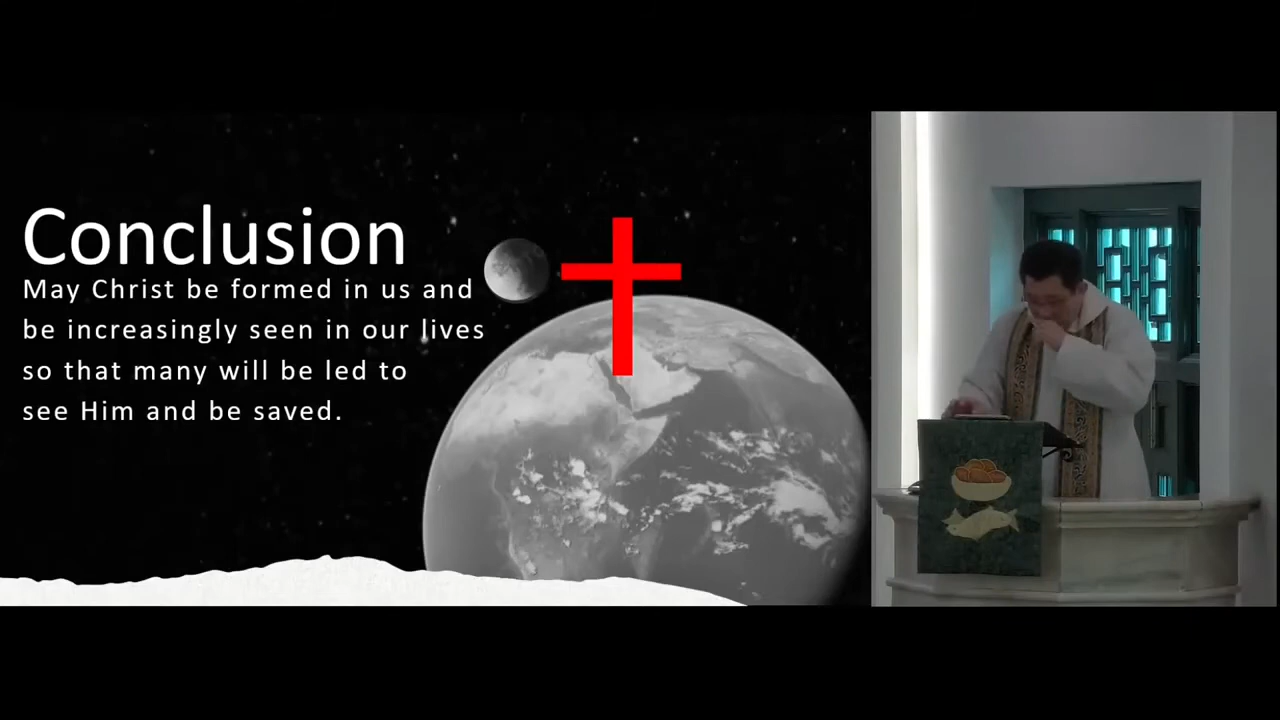 Conclusion
May Christ be formed in us and
be increasingly seen in our lives
so that many will be led to
see Him and be saved.